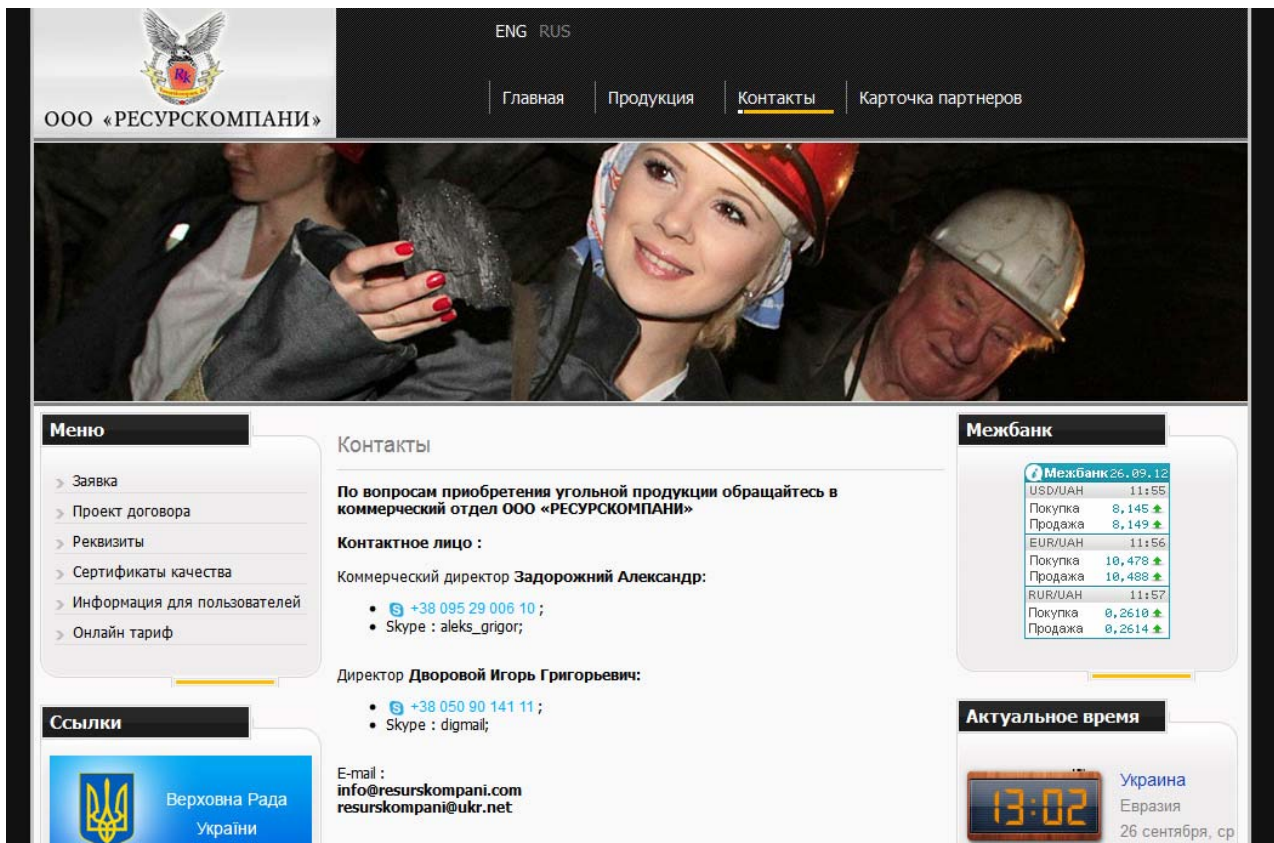 ENG RUS
Rk
ООО «РЕСУРСКОМПАНИ»
Главная Продукция Контакты Карточка партнеров
Меню
Заявка
Проект договора
Реквизиты
Сертификаты качества
Информация для пользователей
Онлайн тариф
Ссылки
Верховна Рада
України
Контакты
По вопросам приобретения угольной продукции обращайтесь в
коммерческий отдел ООО «РЕСУРСКОМПАНИ»
Контактное лицо :
Коммерческий директор Задорожний Александр:
+38 095 29 006 10 ;
Skype : aleks_grigor;
Директор Дворовой Игорь Григорьевич:
+38 050 90 141 11 ;
Skype : digmail;
E-mail :
info@resurskompani.com
resurskompani@ukr.net
Межбанк
Межбанк 26.09.12
USD/UAH 11:55
Покупка 8,145
Продажа 8,149
EUR/UAH 11:56
Покупка 10,478
Продажа 10,488
RUR/UAH 11:57
Покупка 0,2610
Продажа 0,2614
Актуальное время
13:02
Украина
Евразия
26 сентября, ср